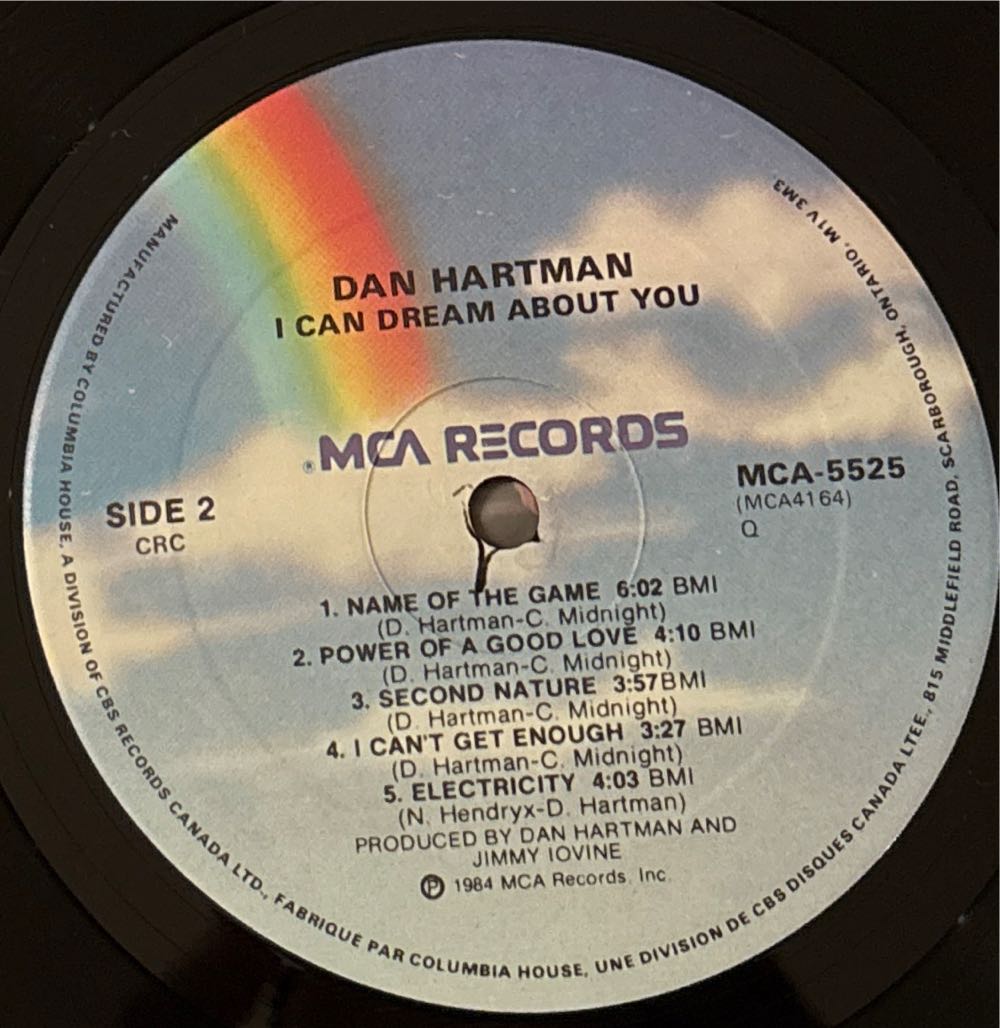 DAN HARTMAN
I CAN DREAM ABOUT YOU
®MCA RECORDS
SIDE 2
CRC
MCA-5525
(MCA4164)
Q
1. NAME OF THE GAME 6:02 BMI
(D. Hartman-C. Midnight)
2. POWER OF A GOOD LOVE 4:10 BMI
(D. Hartman-C. Midnight)
3. SECOND NATURE 3:57BMI
(D. Hartman-C. Midnight)
4. I CAN'T GET ENOUGH 3:27 BMI
(D. Hartman-C. Midnight)
5. ELECTRICITY 4:03 BMI
(N. Hendryx-D. Hartman)
PRODUCED BY DAN HARTMAN AND
JIMMY IOVINE
℗ 1984 MCA Records, Inc.
MANUFACTURED BY COLUMBIA HOUSE, A DIVISION OF CBS RECORDS CANADA LTD., FABRIQUE PAR COLUMBIA HOUSE, UNE DIVISION DE CBS DISQUES CANADA LTEE., 815 MIDDLEFIELD ROAD, SCARBOROUGH, ONTARIO, M1V 3M3.